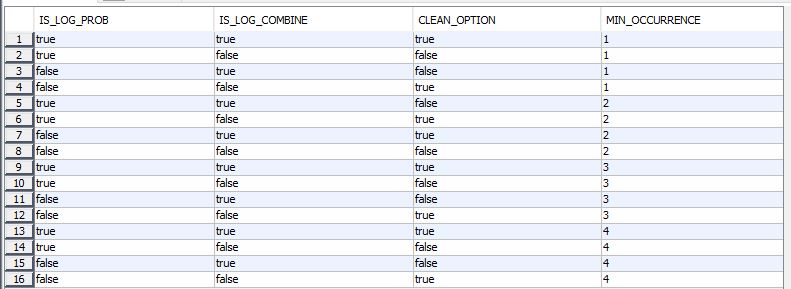 IS_LOG_PROB IS_LOG_COMBINE CLEAN_OPTION MIN_OCCURRENCE
1 true true true 1
2 true false false 1
3 false true false 1
4 false false true 1
5 true true false 2
6 true false true 2
7 false true true 2
8 false false false 2
9 true true true 3
10 true false false 3
11 false true false 3
12 false false true 3
13 true true true 4
14 true false false 4
15 false true false 4
16 false false true 4